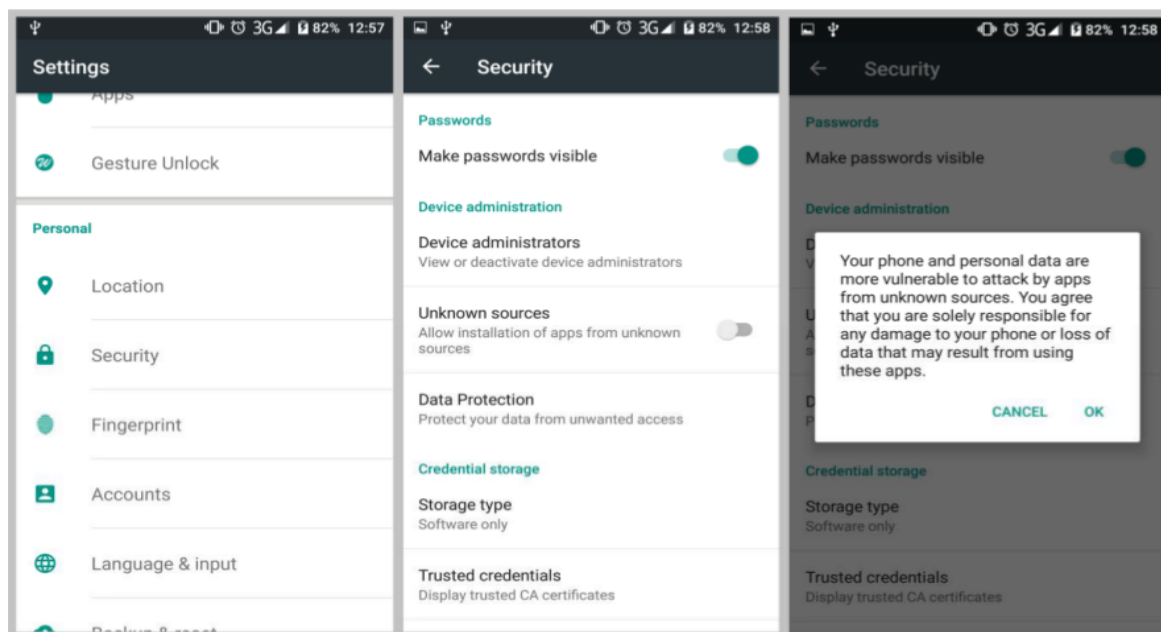 3G 82% 12:57
Settings
Apps
Gesture Unlock
Personal
Location
Security
Fingerprint
Accounts
Language & input
Backup & reset
3G 82% 12:58
Security
Passwords
Make passwords visible
Device administration
Device administrators
View or deactivate device administrators
Unknown sources
Allow installation of apps from unknown
sources
Data Protection
Protect your data from unwanted access
Credential storage
Storage type
Software only
Trusted credentials
Display trusted CA certificates
3G 82% 12:58
Security
Passwords
Make passwords visible
Device administration
D
V
Your phone and personal data are
more vulnerable to attack by apps
from unknown sources. You agree
that you are solely responsible for
any damage to your phone or loss of
data that may result from using
these apps.
CANCEL OK
U
A
s
D
P
Credential storage
Storage type
Software only
Trusted credentials
Display trusted CA certificates